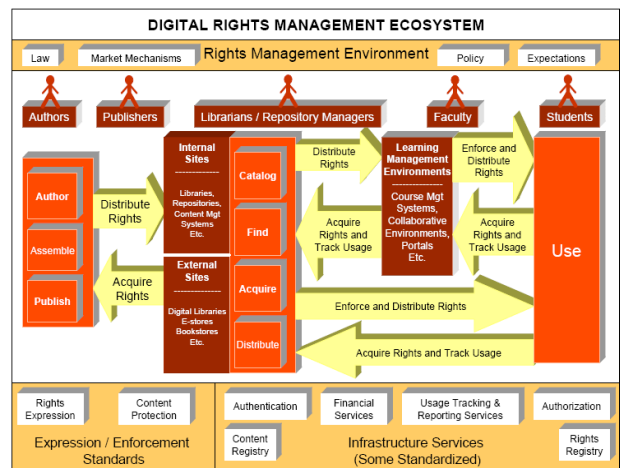 DIGITAL RIGHTS MANAGEMENT ECOSYSTEM
Law
Market Mechanisms
Rights Management Environment
Policy
Expectations
Authors
Publishers
Librarians / Repository Managers
Faculty
Students
Author
Assemble
Publish
Distribute
Rights
Acquire
Rights
Internal
Sites
--------------
Libraries,
Repositories,
Content Mgt
Systems
Etc.
External
Sites
--------------
Digital Libraries
E-stores
Bookstores
Etc.
Catalog
Find
Acquire
Distribute
Distribute
Rights
Acquire
Rights and
Track Usage
Learning
Management
Environments
--------------
Course Mgt
Systems,
Collaborative
Environments,
Portals
Etc.
Enforce and
Distribute
Rights
Acquire
Rights and
Track Usage
Enforce and Distribute Rights
Acquire Rights and Track Usage
Use
Rights
Expression
Content
Protection
Expression / Enforcement
Standards
Authentication
Financial
Services
Usage Tracking &
Reporting Services
Authorization
Content
Registry
Infrastructure Services
(Some Standardized)
Rights
Registry